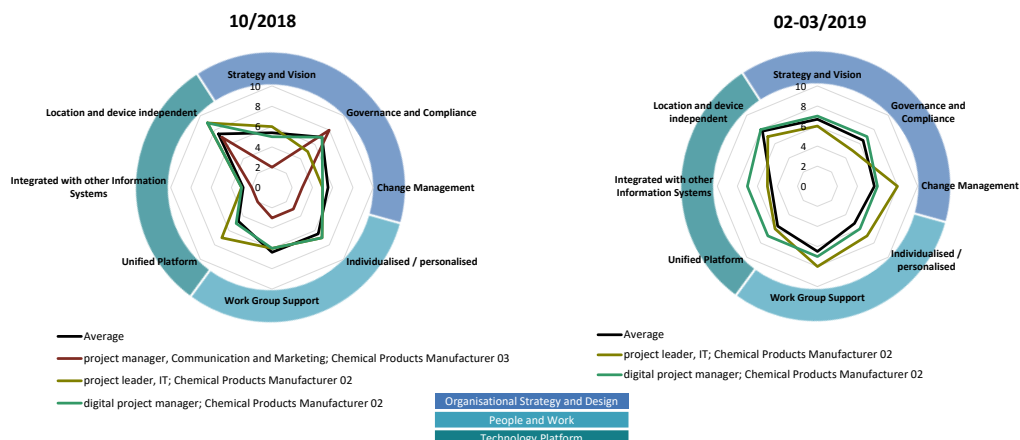 10/2018
Strategy and Vision
10
8
6
4
2
0
Location and device independent
Governance and Compliance
Integrated with other Information
Systems
Change Management
Unified Platform
Individualised / personalised
Work Group Support
Average
project manager, Communication and Marketing; Chemical Products Manufacturer 03
project leader, IT; Chemical Products Manufacturer 02
digital project manager; Chemical Products Manufacturer 02
02-03/2019
Strategy and Vision
10
8
6
4
2
0
Location and device
independent
Governance and
Compliance
Integrated with other
Information Systems
Change Management
Unified Platform
Individualised /
personalised
Work Group Support
Average
project leader, IT; Chemical Products Manufacturer 02
digital project manager; Chemical Products Manufacturer 02
Organisational Strategy and Design
People and Work
Technology Platform